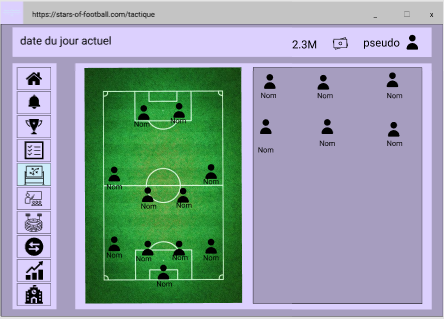 https://stars-of-football.com/tactique
_ □ x
date du jour actuel
2.3M
pseudo
Nom Nom
Nom Nom
Nom Nom
Nom Nom Nom Nom
Nom
Nom Nom Nom
Nom Nom Nom